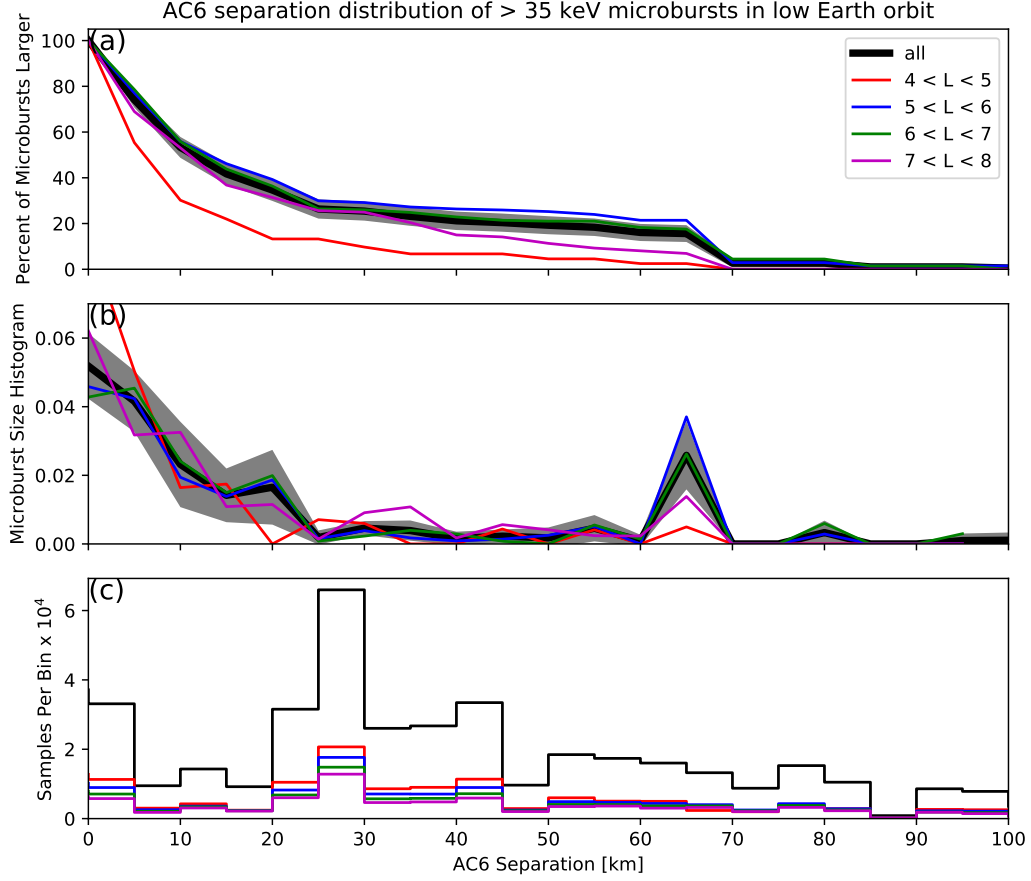 AC6 separation distribution of > 35 keV microbursts in low Earth orbit
(a)
Percent of Microbursts Larger
100
80
60
40
20
0
all
4 < L < 5
5 < L < 6
6 < L < 7
7 < L < 8
(b)
Microburst Size Histogram
0.06
0.04
0.02
0.00
(c)
Samples Per Bin x 10⁴
6
4
2
0
0 10 20 30 40 50 60 70 80 90 100
AC6 Separation [km]